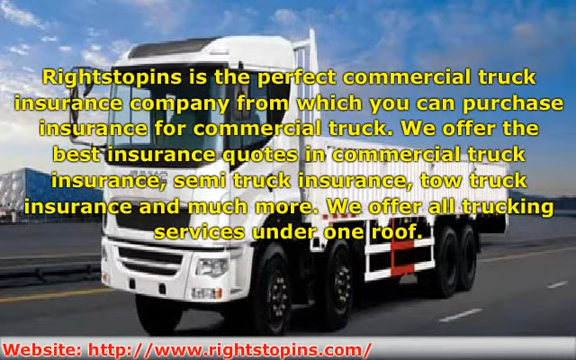 Rightstopins is the perfect commercial truck
insurance company from which you can purchase
insurance for commercial truck. We offer the
best insurance quotes in commercial truck
insurance, semi truck insurance, tow truck
insurance and much more. We offer all trucking
services under one roof.
Website: http://www.rightstopins.com/